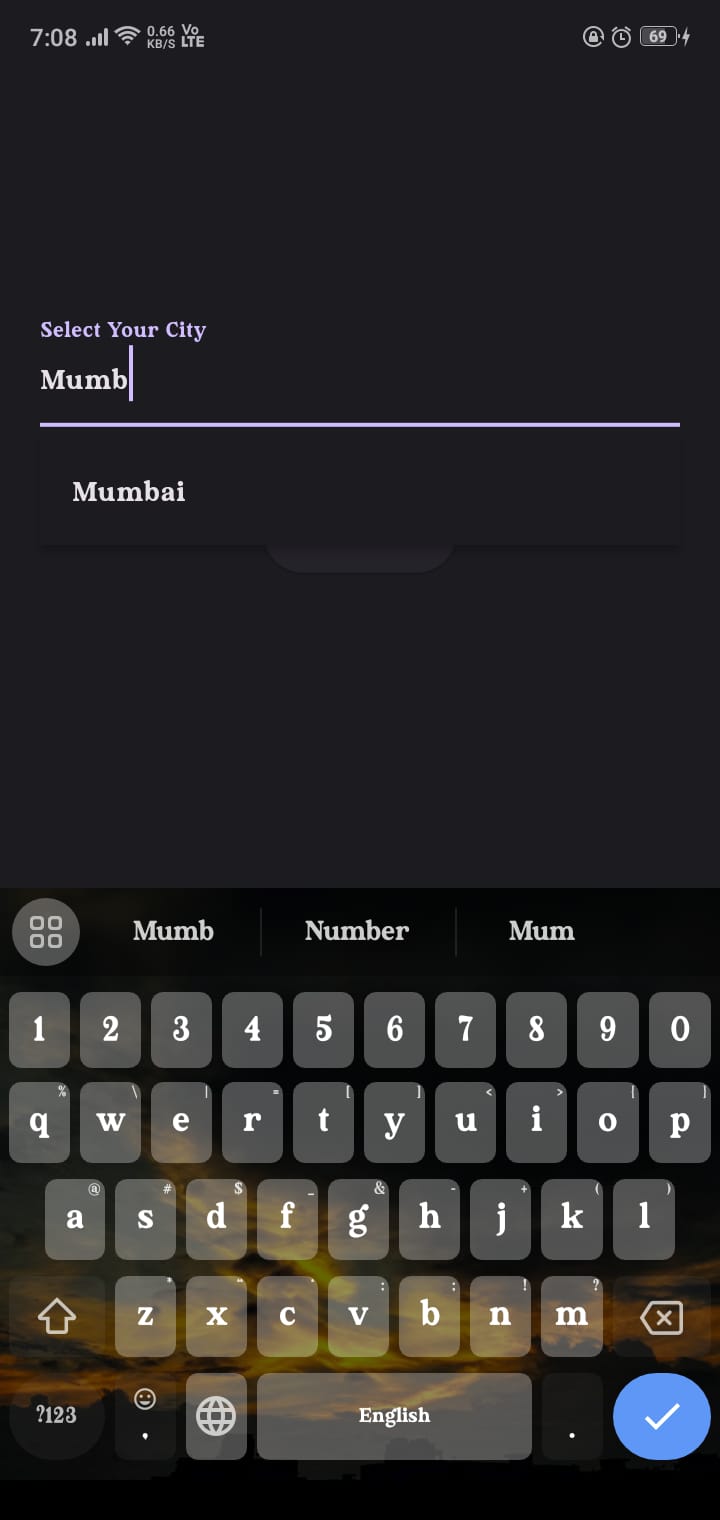 7:08 0.66 KB/S Vo LTE 69
Select Your City
Mumb
Mumbai
Mumb Number Mum
1 2 3 4 5 6 7 8 9 0
% \ | = [ ] < > { }
q w e r t y u i o p
@ # $ _ & - + ( )
a s d f g h j k l
* " ' : ; ! ?
z x c v b n m
?123 , English .